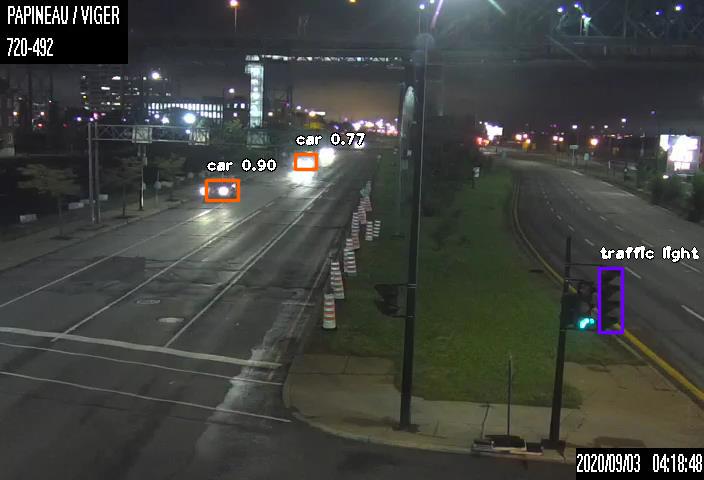 PAPINEAU / VIGER
720-492
car 0.77
car 0.90
traffic light
2020/09/03 04:18:48